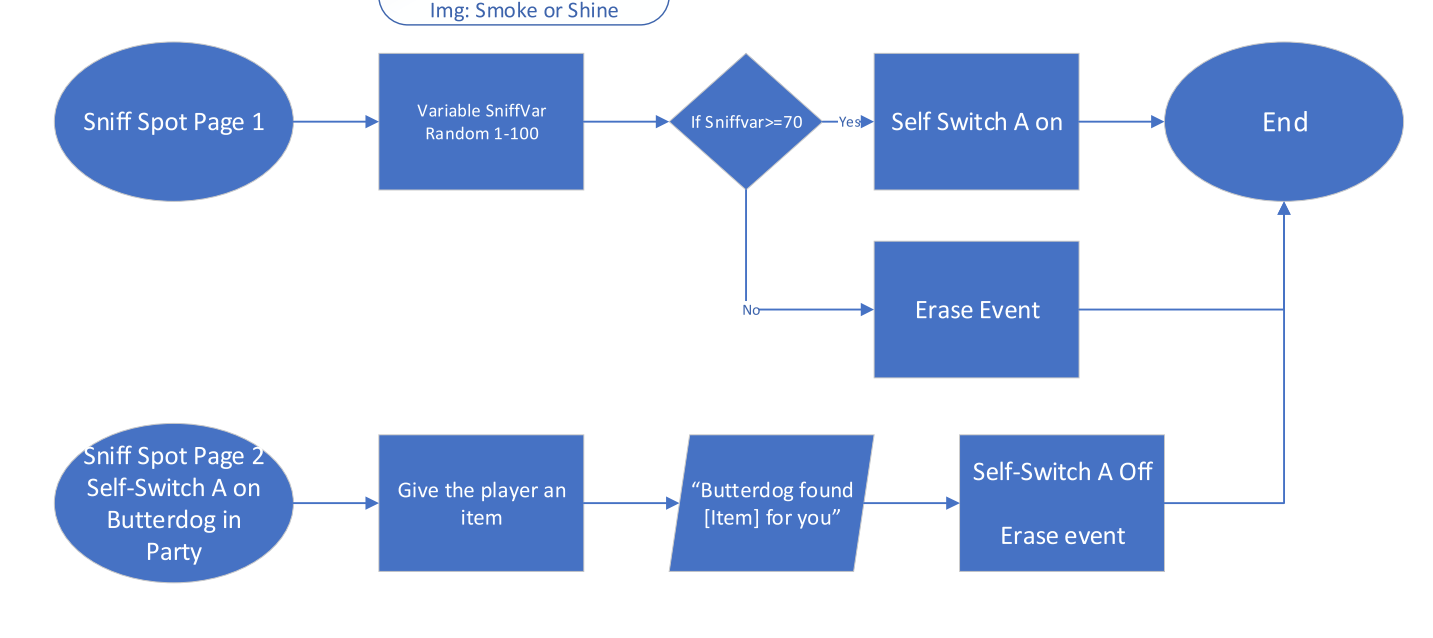 Img: Smoke or Shine
Sniff Spot Page 1
Variable SniffVar
Random 1-100
If Sniffvar>=70
Yes
Self Switch A on
End
No
Erase Event
Sniff Spot Page 2
Self-Switch A on
Butterdog in
Party
Give the player an
item
“Butterdog found
[Item] for you”
Self-Switch A Off
Erase event